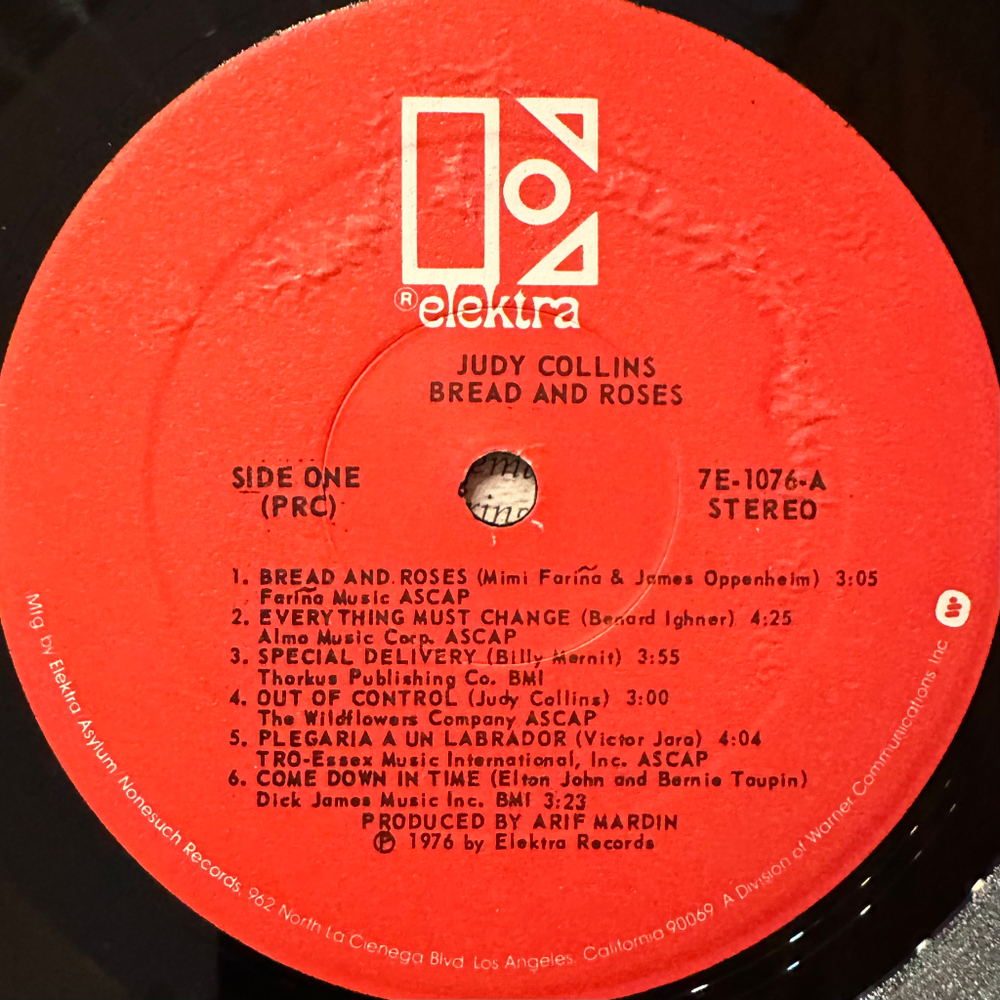 ® elektra
JUDY COLLINS
BREAD AND ROSES
SIDE ONE
(PRC)
7E-1076-A
STEREO
1. BREAD AND ROSES (Mimi Fariña & James Oppenheim) 3:05
Fariña Music ASCAP
2. EVERYTHING MUST CHANGE (Benard Ighner) 4:25
Almo Music Corp. ASCAP
3. SPECIAL DELIVERY (Billy Mernit) 3:55
Thorkus Publishing Co. BMI
4. OUT OF CONTROL (Judy Collins) 3:00
The Wildflowers Company ASCAP
5. PLEGARIA A UN LABRADOR (Victor Jara) 4:04
TRO-Essex Music International, Inc. ASCAP
6. COME DOWN IN TIME (Elton John and Bernie Taupin)
Dick James Music Inc. BMI 3:23
PRODUCED BY ARIF MARDIN
℗ 1976 by Elektra Records
Mfg. by Elektra Asylum Nonesuch Records, 962 North La Cienega Blvd. Los Angeles, California 90069 A Division of Warner Communications Inc.